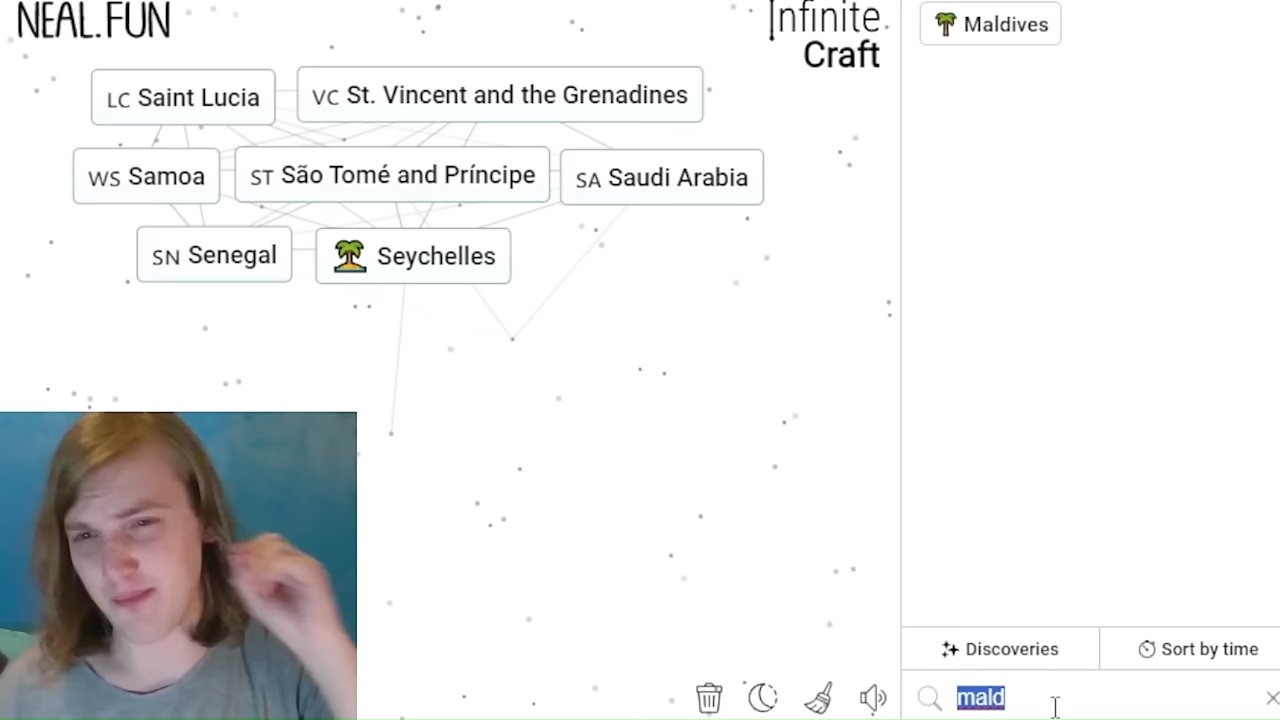 NEAL.FUN
Infinite
Craft
LC Saint Lucia
VC St. Vincent and the Grenadines
WS Samoa
ST São Tomé and Príncipe
SA Saudi Arabia
SN Senegal
Seychelles
Maldives
Discoveries
Sort by time
mald